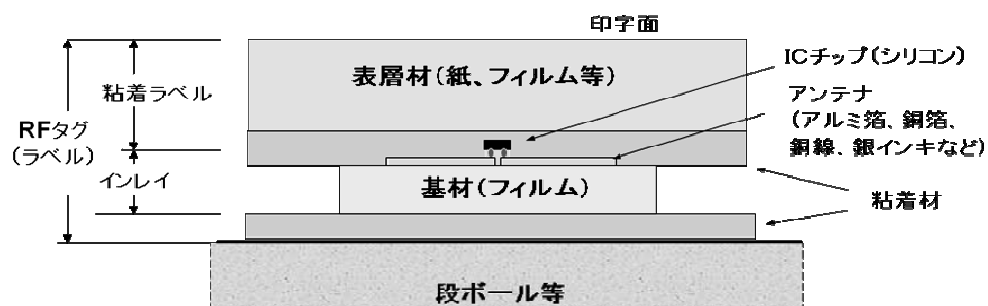 印字面
表層材(紙、フィルム等)
ICチップ(シリコン)
アンテナ
(アルミ箔、銅箔、
銅線、銀インキなど)
粘着ラベル
RFタグ
(ラベル)
インレイ
基材(フィルム)
粘着材
段ボール等